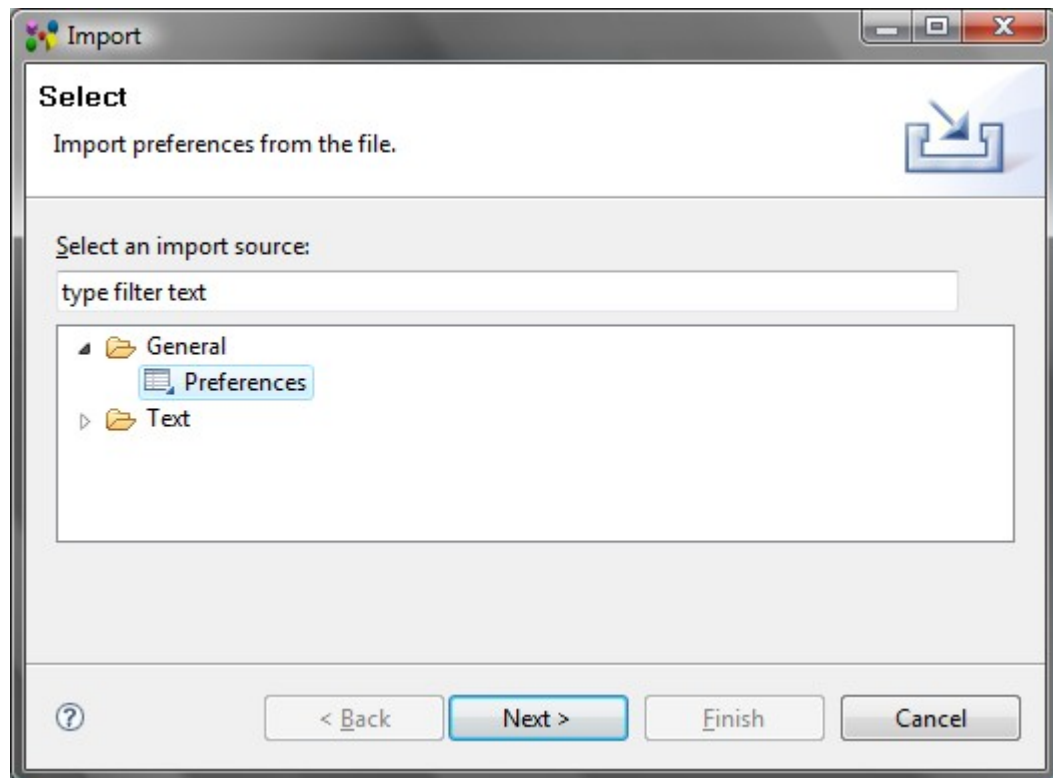 Import
Select
Import preferences from the file.
Select an import source:
type filter text
General
Preferences
Text
?
< Back Next > Finish Cancel